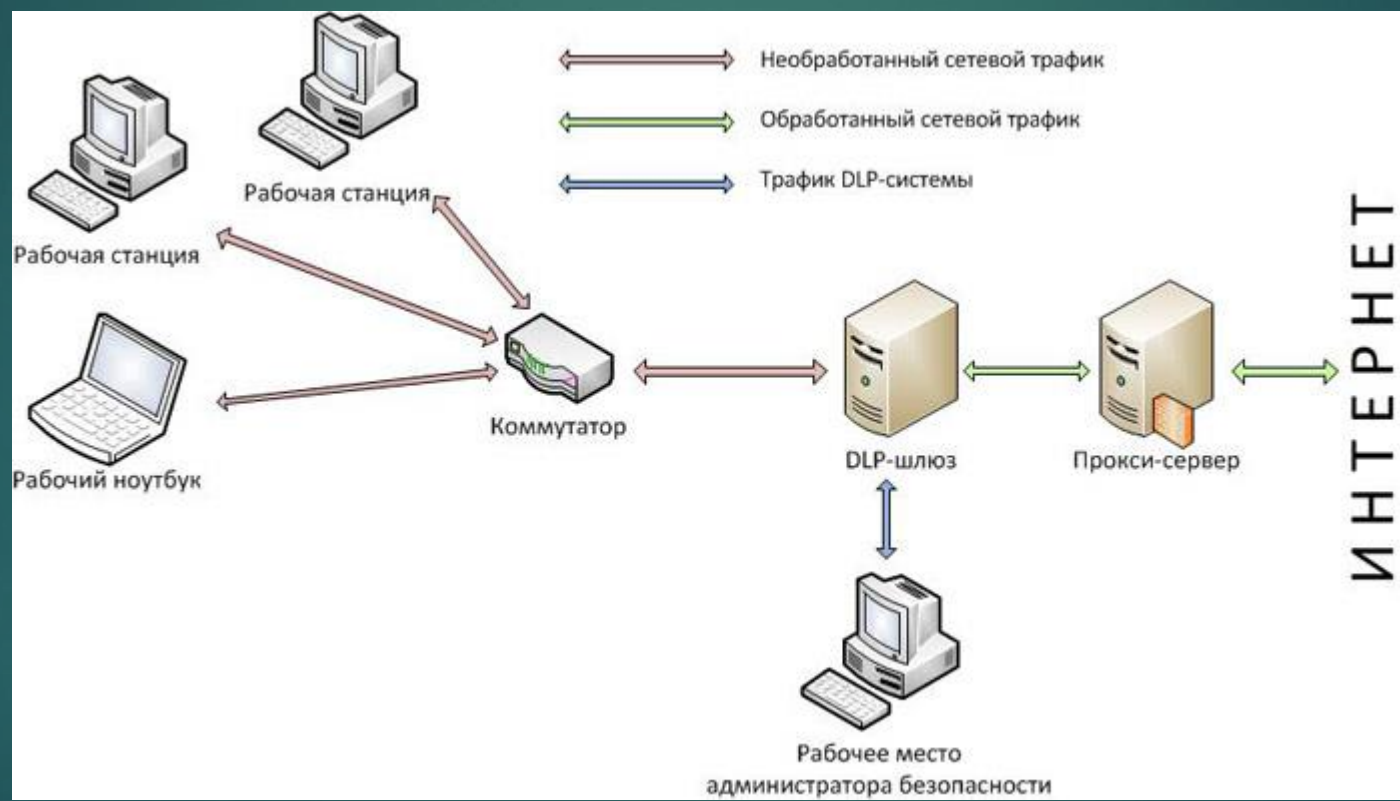 Необработанный сетевой трафик
Обработанный сетевой трафик
Трафик DLP-системы
Рабочая станция
Рабочая станция
Рабочий ноутбук
Коммутатор
DLP-шлюз
Прокси-сервер
ИНТЕРНЕТ
Рабочее место
администратора безопасности